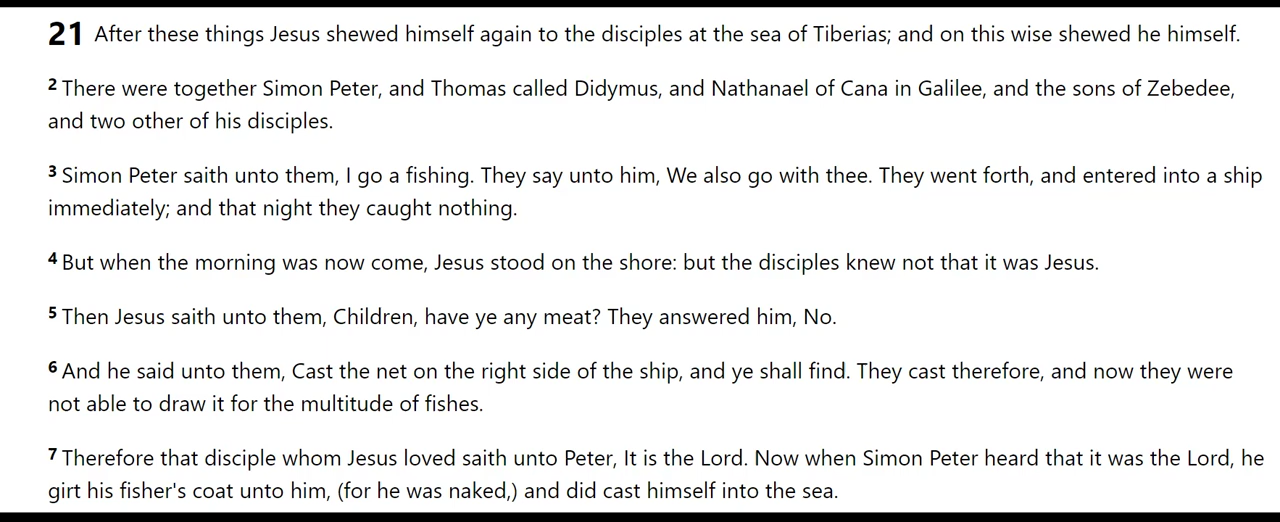 21 After these things Jesus shewed himself again to the disciples at the sea of Tiberias; and on this wise shewed he himself.
2 There were together Simon Peter, and Thomas called Didymus, and Nathanael of Cana in Galilee, and the sons of Zebedee,
and two other of his disciples.
3 Simon Peter saith unto them, I go a fishing. They say unto him, We also go with thee. They went forth, and entered into a ship
immediately; and that night they caught nothing.
4 But when the morning was now come, Jesus stood on the shore: but the disciples knew not that it was Jesus.
5 Then Jesus saith unto them, Children, have ye any meat? They answered him, No.
6 And he said unto them, Cast the net on the right side of the ship, and ye shall find. They cast therefore, and now they were
not able to draw it for the multitude of fishes.
7 Therefore that disciple whom Jesus loved saith unto Peter, It is the Lord. Now when Simon Peter heard that it was the Lord, he
girt his fisher's coat unto him, (for he was naked,) and did cast himself into the sea.